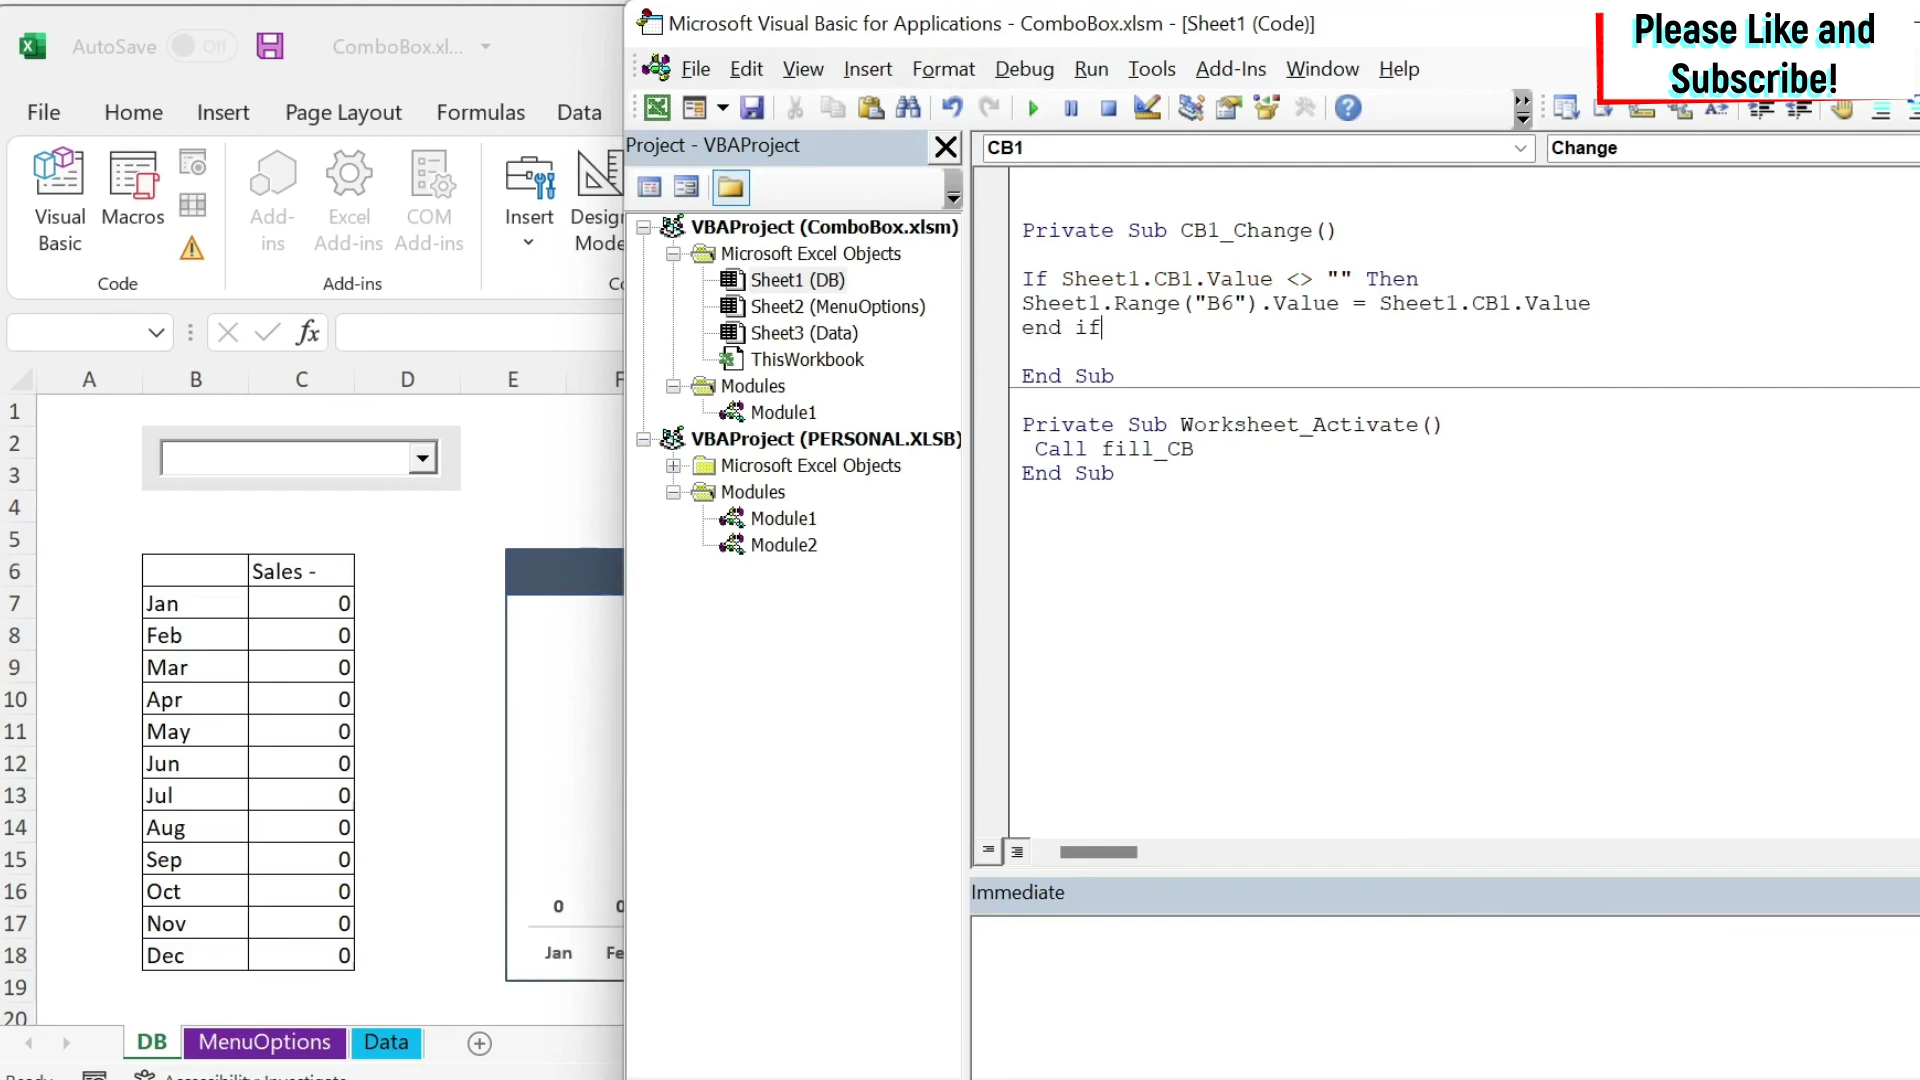 AutoSave Off ComboBox.xl...
File Home Insert Page Layout Formulas Data
Visual Basic
Macros
Code
Add-ins
Excel Add-ins
COM Add-ins
Add-ins
Insert
Design Mode
fx
A B C D E F
1
2
3
4
5
6 Sales -
7 Jan 0
8 Feb 0
9 Mar 0
10 Apr 0
11 May 0
12 Jun 0
13 Jul 0
14 Aug 0
15 Sep 0
16 Oct 0
17 Nov 0
18 Dec 0
19
20
0 0
Jan Fe
DB MenuOptions Data
Microsoft Visual Basic for Applications - ComboBox.xlsm - [Sheet1 (Code)]
File Edit View Insert Format Debug Run Tools Add-Ins Window Help
Please Like and
Subscribe!
Project - VBAProject
VBAProject (ComboBox.xlsm)
Microsoft Excel Objects
Sheet1 (DB)
Sheet2 (MenuOptions)
Sheet3 (Data)
ThisWorkbook
Modules
Module1
VBAProject (PERSONAL.XLSB)
Microsoft Excel Objects
Modules
Module1
Module2
CB1 Change
Private Sub CB1_Change()
If Sheet1.CB1.Value <> "" Then
Sheet1.Range("B6").Value = Sheet1.CB1.Value
end if
End Sub
Private Sub Worksheet_Activate()
Call fill_CB
End Sub
Immediate